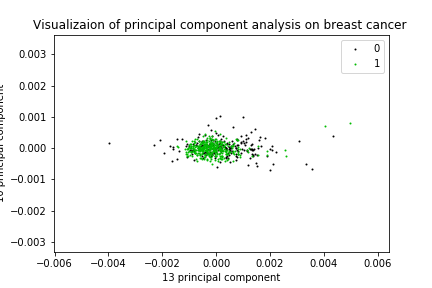 Visualizaion of principal component analysis on breast cancer
0
1
0.003
0.002
0.001
0.000
−0.001
−0.002
−0.003
principal component
−0.006 −0.004 −0.002 0.000 0.002 0.004 0.006
13 principal component